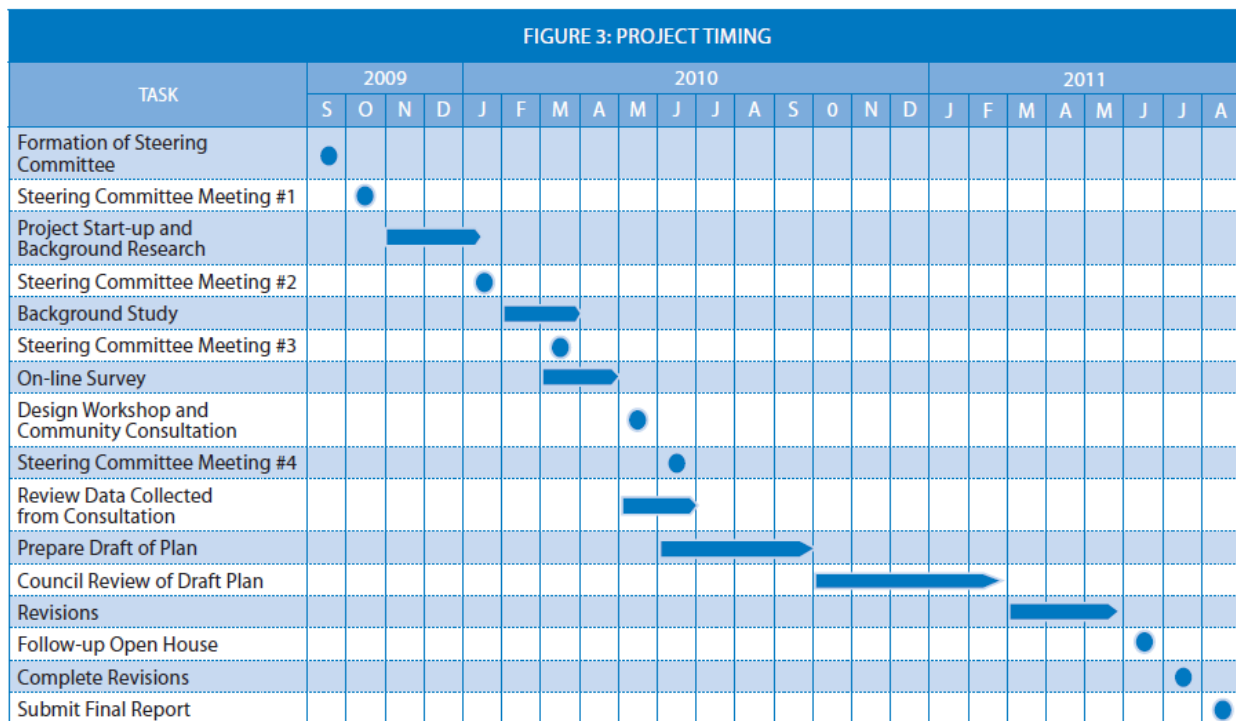 FIGURE 3: PROJECT TIMING
TASK
2009 2010 2011
S O N D J F M A M J J A S 0 N D J F M A M J J A
Formation of Steering
Committee
Steering Committee Meeting #1
Project Start-up and
Background Research
Steering Committee Meeting #2
Background Study
Steering Committee Meeting #3
On-line Survey
Design Workshop and
Community Consultation
Steering Committee Meeting #4
Review Data Collected
from Consultation
Prepare Draft of Plan
Council Review of Draft Plan
Revisions
Follow-up Open House
Complete Revisions
Submit Final Report